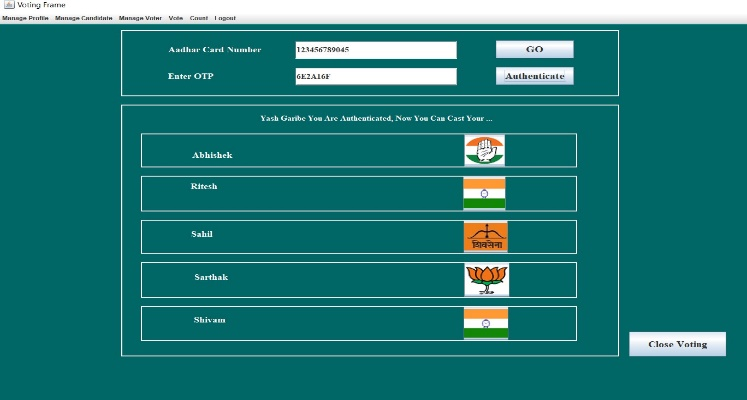 Voting Frame
Manage Profile Manage Candidate Manage Voter Vote Count Logout
Aadhar Card Number 123456789045 GO
Enter OTP 6E2A16F Authenticate
Yash Garibe You Are Authenticated, Now You Can Cast Your ...
Abhishek
Ritesh
Sahil
शिवसेना
Sarthak
Shivam
Close Voting